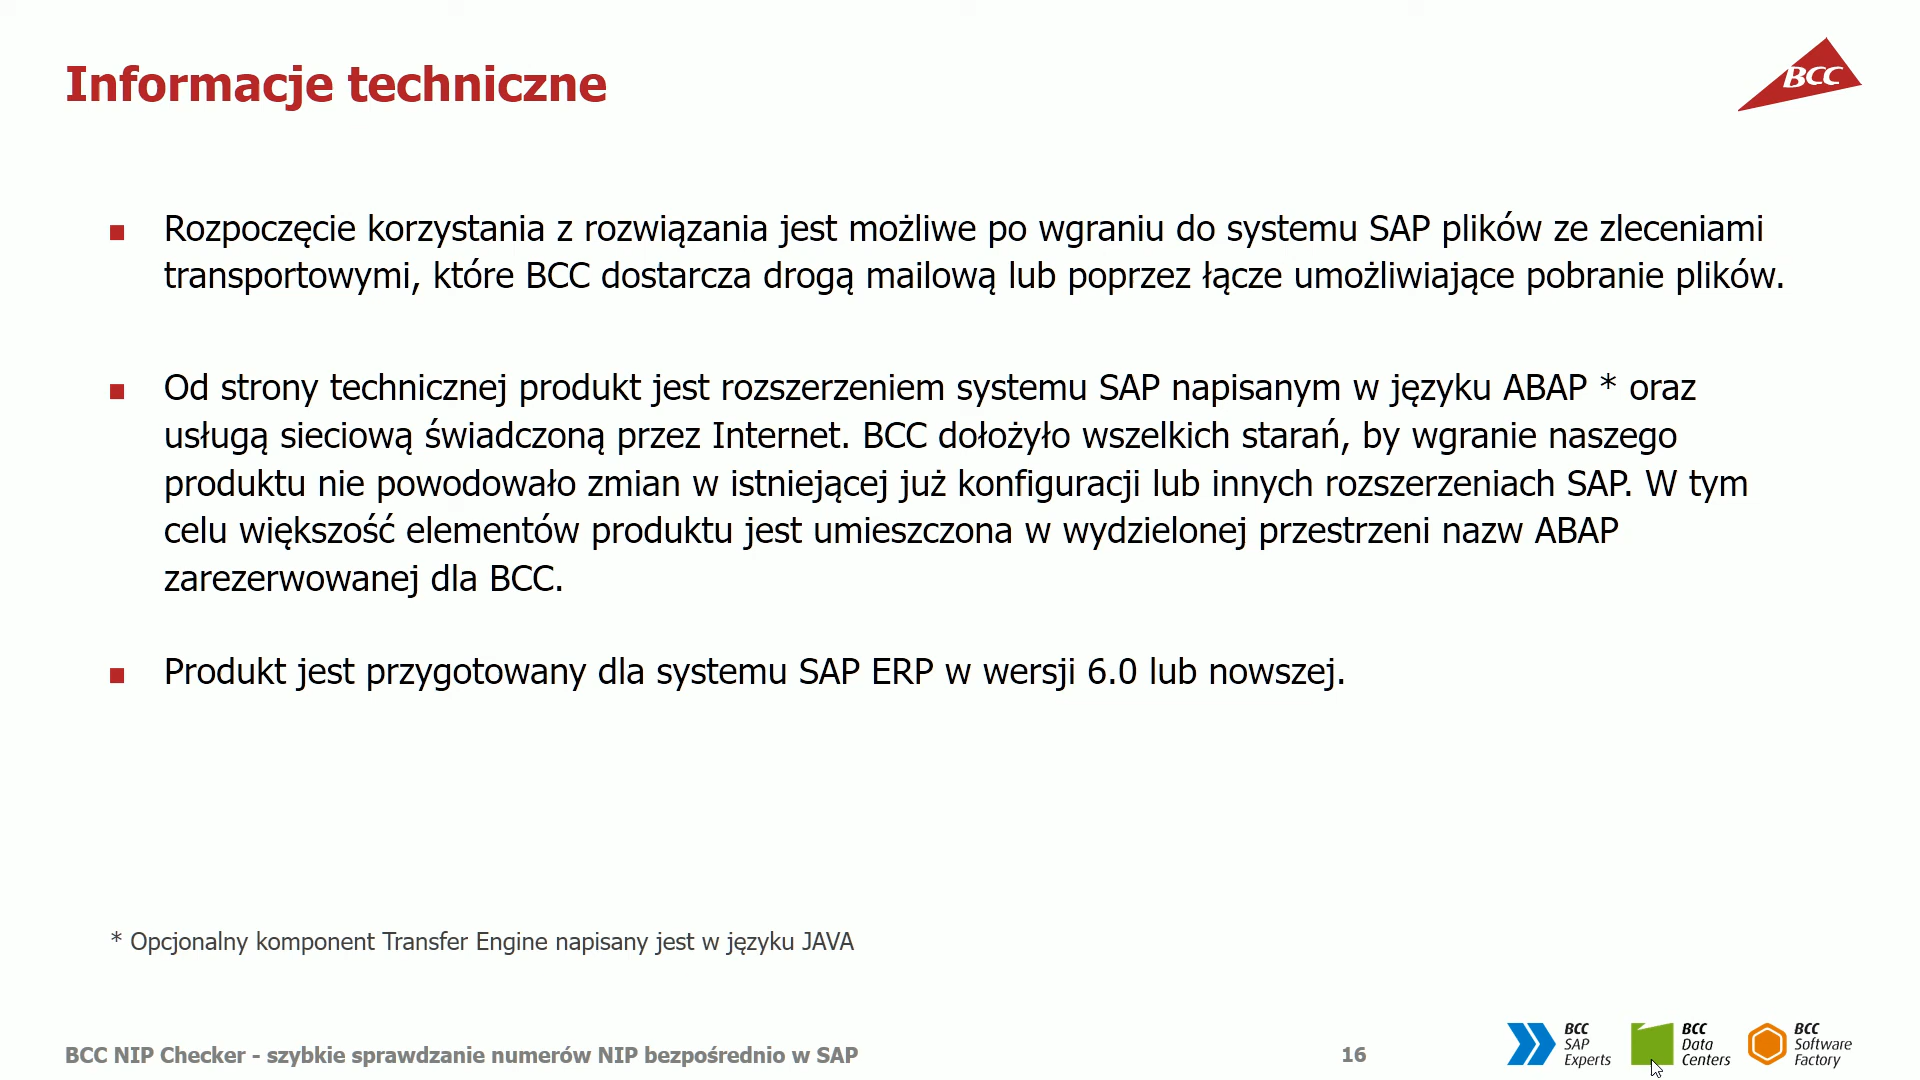 Informacje techniczne
BCC
Rozpoczęcie korzystania z rozwiązania jest możliwe po wgraniu do systemu SAP plików ze zleceniami
transportowymi, które BCC dostarcza drogą mailową lub poprzez łącze umożliwiające pobranie plików.
Od strony technicznej produkt jest rozszerzeniem systemu SAP napisanym w języku ABAP * oraz
usługą sieciową świadczoną przez Internet. BCC dołożyło wszelkich starań, by wgranie naszego
produktu nie powodowało zmian w istniejącej już konfiguracji lub innych rozszerzeniach SAP. W tym
celu większość elementów produktu jest umieszczona w wydzielonej przestrzeni nazw ABAP
zarezerwowanej dla BCC.
Produkt jest przygotowany dla systemu SAP ERP w wersji 6.0 lub nowszej.
* Opcjonalny komponent Transfer Engine napisany jest w języku JAVA
BCC NIP Checker - szybkie sprawdzanie numerów NIP bezpośrednio w SAP
16
BCC
SAP
Experts
BCC
Data
Centers
BCC
Software
Factory